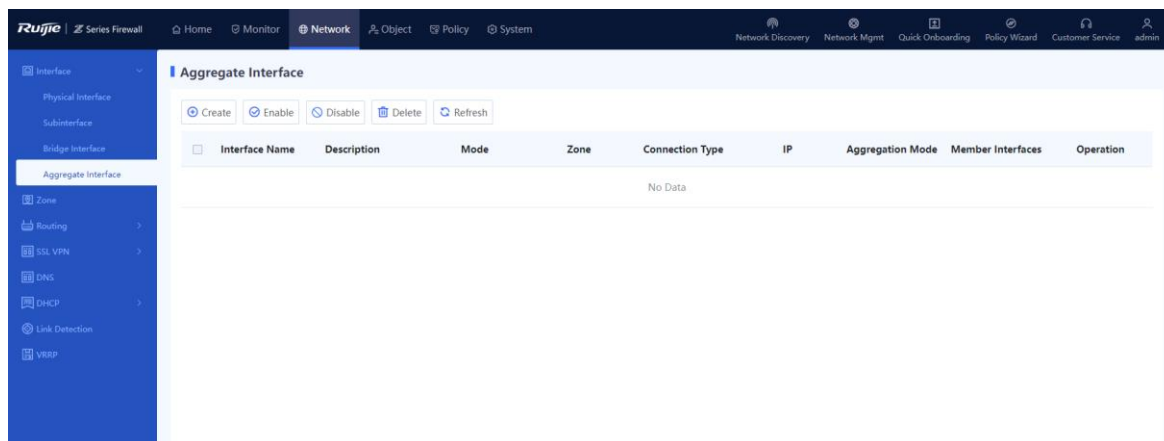 Ruijie | Z Series Firewall
Home Monitor Network Object Policy System
Network Discovery Network Mgmt Quick Onboarding Policy Wizard Customer Service admin
Interface
Physical Interface
Subinterface
Bridge Interface
Aggregate Interface
Zone
Routing
SSL VPN
DNS
DHCP
Link Detection
VRRP
Aggregate Interface
Create Enable Disable Delete Refresh
Interface Name Description Mode Zone Connection Type IP Aggregation Mode Member Interfaces Operation
No Data